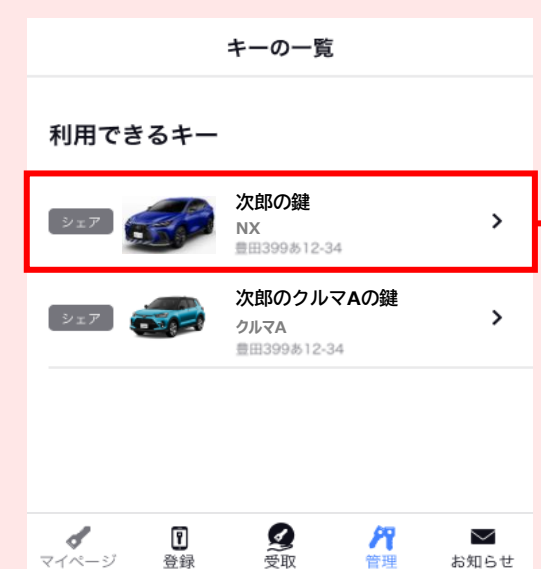 キーの一覧
利用できるキー
シェア
次郎の鍵
NX
豊田399あ12-34
シェア
次郎のクルマAの鍵
クルマA
豊田399あ12-34
マイページ
登録
受取
管理
お知らせ